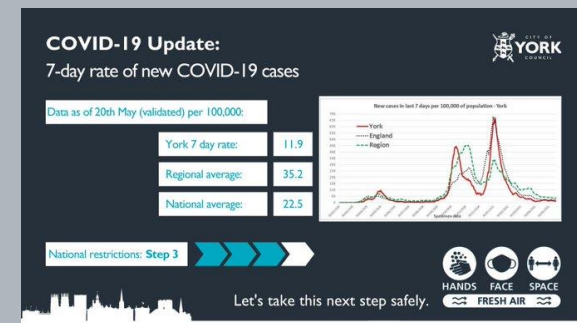 COVID-19 Update:
7-day rate of new COVID-19 cases
CITY OF
YORK
COUNCIL
Data as of 20th May (validated) per 100,000:
York 7 day rate: 11.9
Regional average: 35.2
National average: 22.5
New cases in last 7 days per 100,000 of population - York
York
England
Region
Specimen date
National restrictions: Step 3
HANDS FACE SPACE
FRESH AIR
Let's take this next step safely.